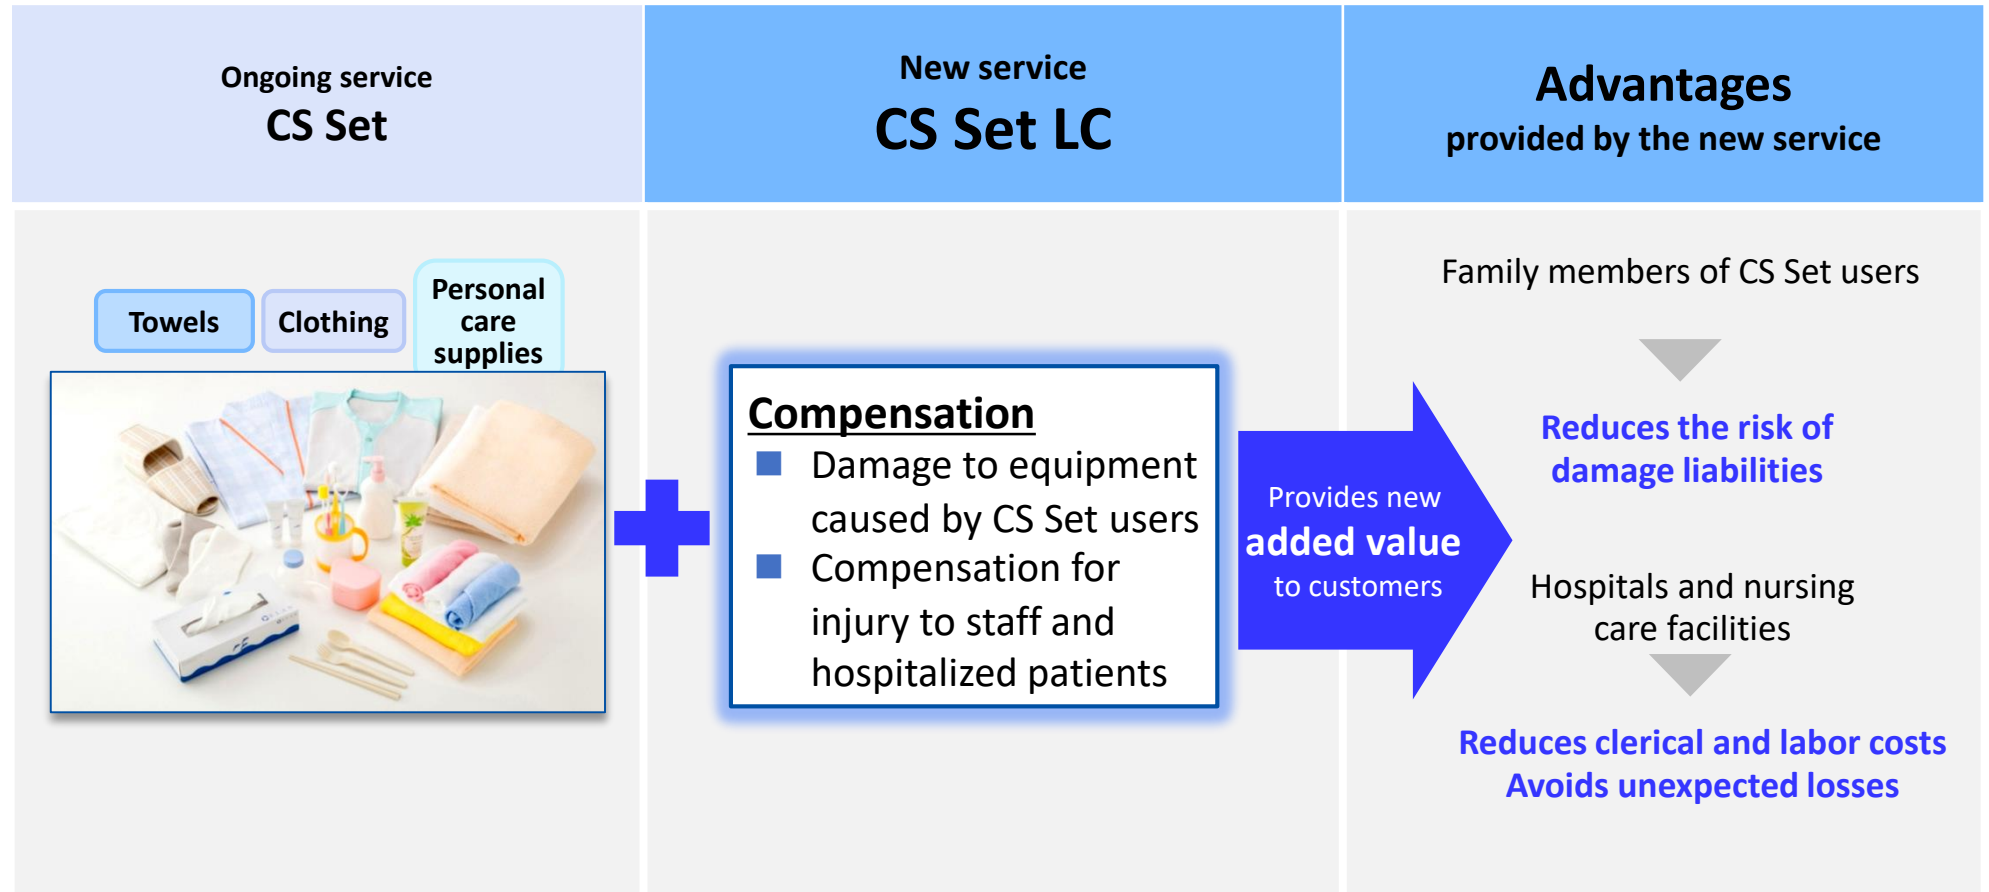 Ongoing service
CS Set
New service
CS Set LC
Advantages
provided by the new service
Towels
Clothing
Personal
care
supplies
Compensation
Damage to equipment
caused by CS Set users
Compensation for
injury to staff and
hospitalized patients
Provides new
added value
to customers
Family members of CS Set users
Reduces the risk of
damage liabilities
Hospitals and nursing
care facilities
Reduces clerical and labor costs
Avoids unexpected losses